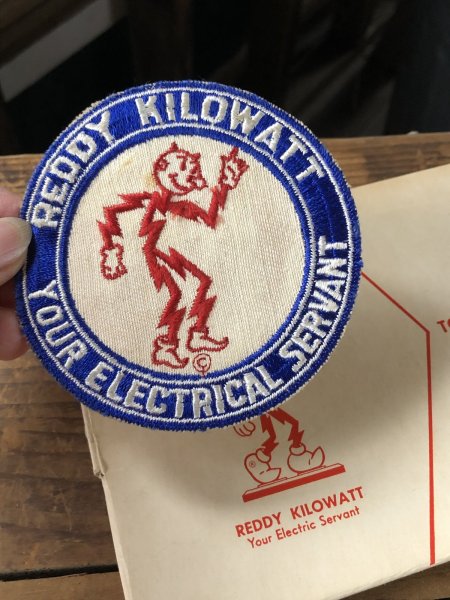 REDDY KILOWATT
YOUR ELECTRICAL SERVANT
©
®
REDDY KILOWATT
Your Electric Servant